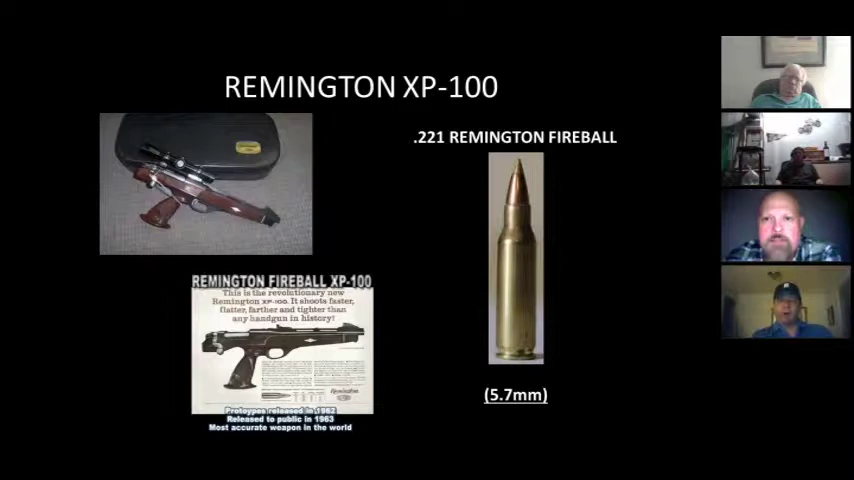 REMINGTON XP-100
.221 REMINGTON FIREBALL
REMINGTON FIREBALL XP-100
This is the revolutionary new
Remington XP-100. It shoots faster,
flatter, farther and tighter than
any handgun in history!
Remington
Protoypes released in 1962
Released to public in 1963
Most accurate weapon in the world
(5.7mm)